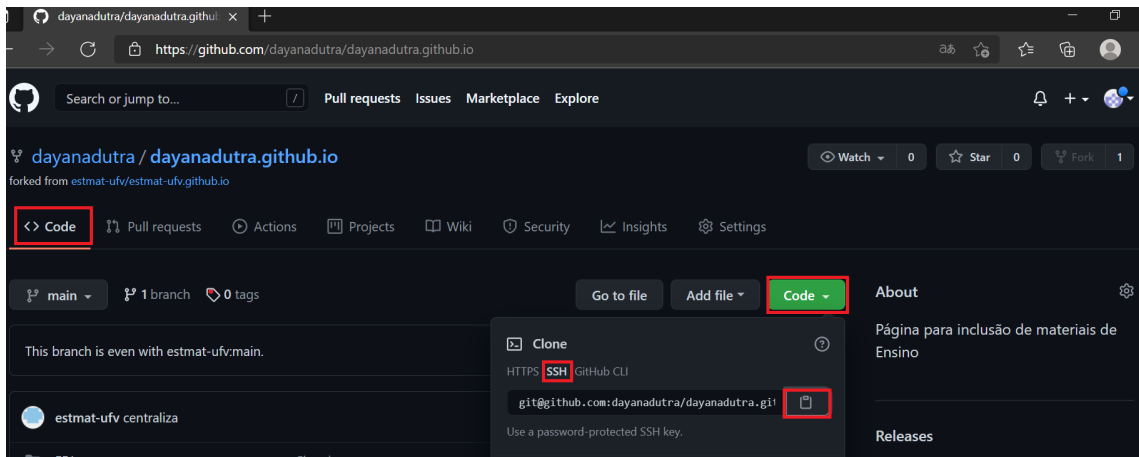 dayanadutra/dayanadutra.github
https://github.com/dayanadutra/dayanadutra.github.io
Search or jump to... / Pull requests Issues Marketplace Explore
dayanadutra / dayanadutra.github.io
Watch 0 Star 0 Fork 1
forked from estmat-ufv/estmat-ufv.github.io
<> Code Pull requests Actions Projects Wiki Security Insights Settings
main 1 branch 0 tags Go to file Add file Code
About
Página para inclusão de materiais de
Ensino
This branch is even with estmat-ufv:main.
Clone
HTTPS SSH GitHub CLI
git@github.com:dayanadutra/dayanadutra.git
Use a password-protected SSH key.
estmat-ufv centraliza
Releases